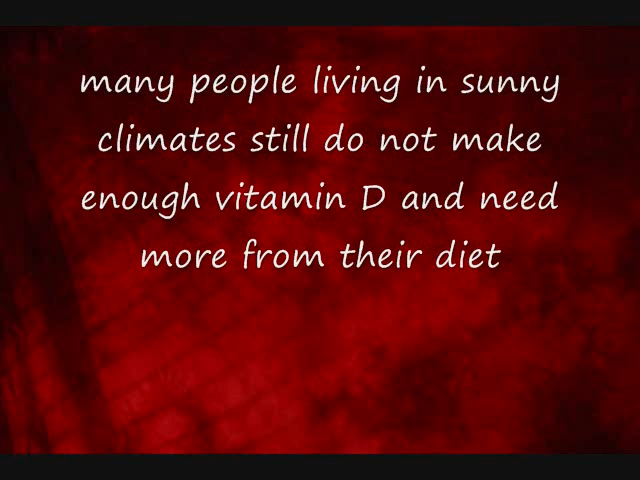 many people living in sunny
climates still do not make
enough vitamin D and need
more from their diet